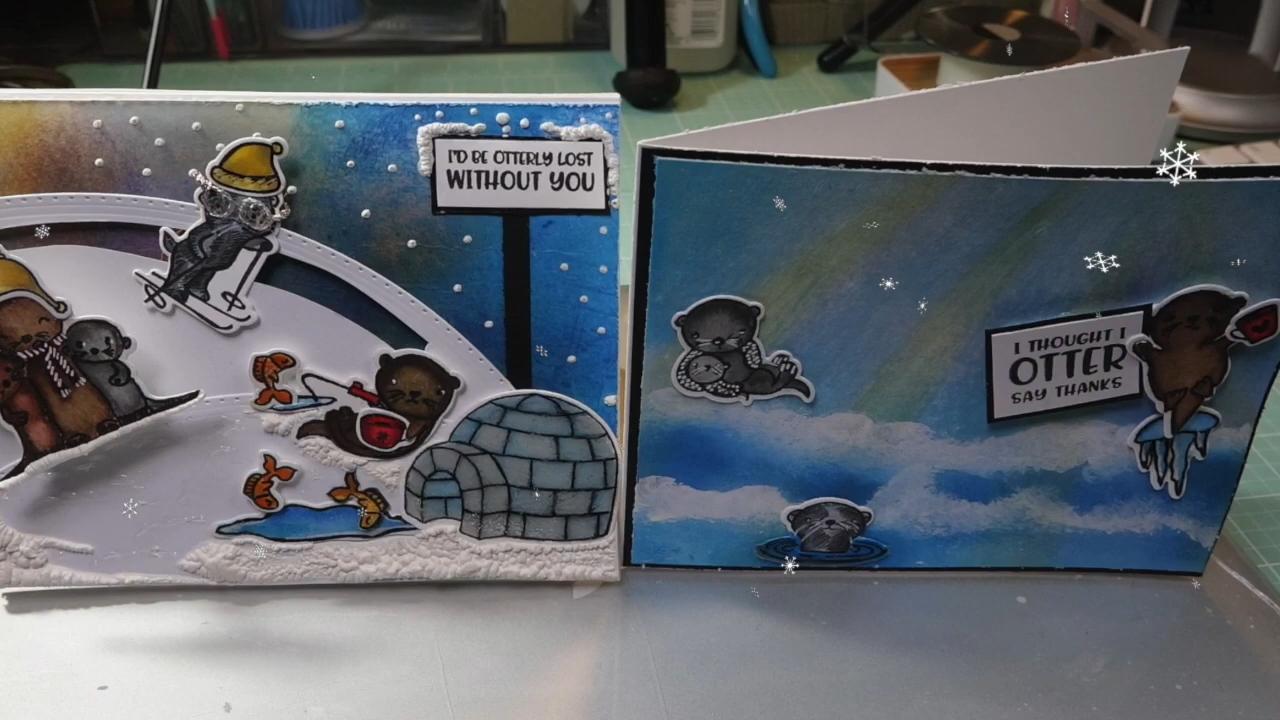 I'D BE OTTERLY LOST
WITHOUT YOU
I THOUGHT I
OTTER
SAY THANKS